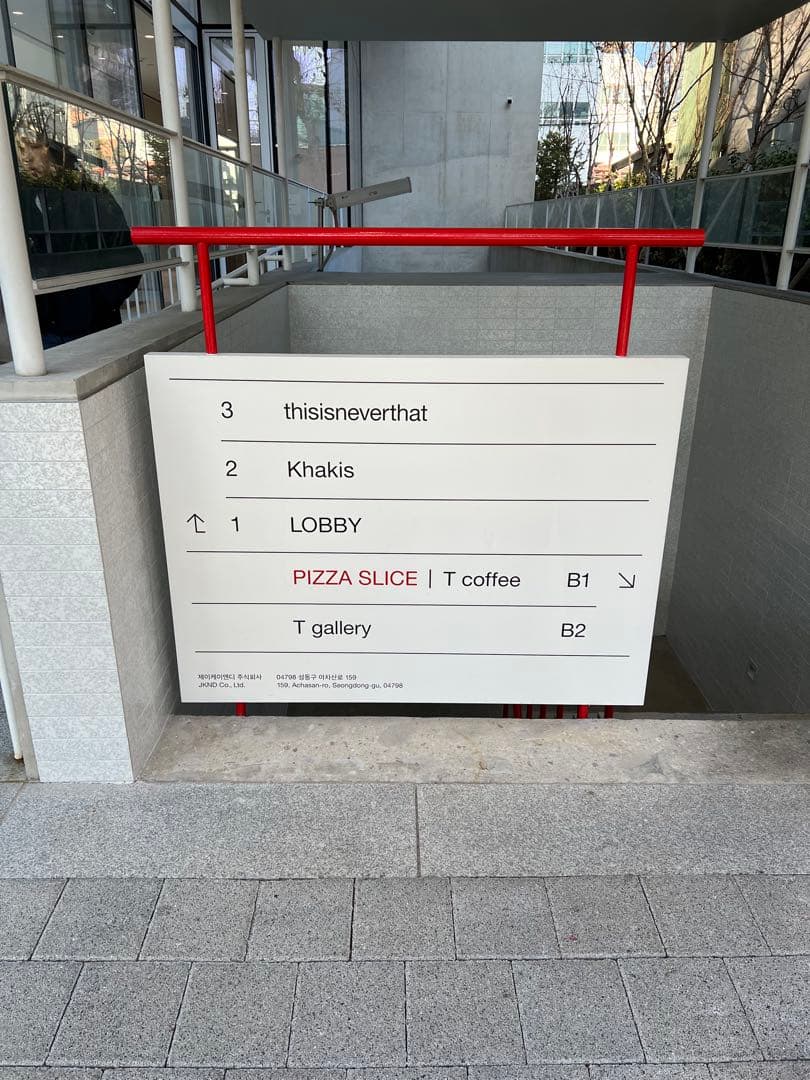 3 thisisneverthat
2 Khakis
1 LOBBY
PIZZA SLICE | T coffee B1
T gallery B2
제이케이앤디 주식회사 04798 성동구 아차산로 159
JKND Co., Ltd. 159, Achasan-ro, Seongdong-gu, 04798